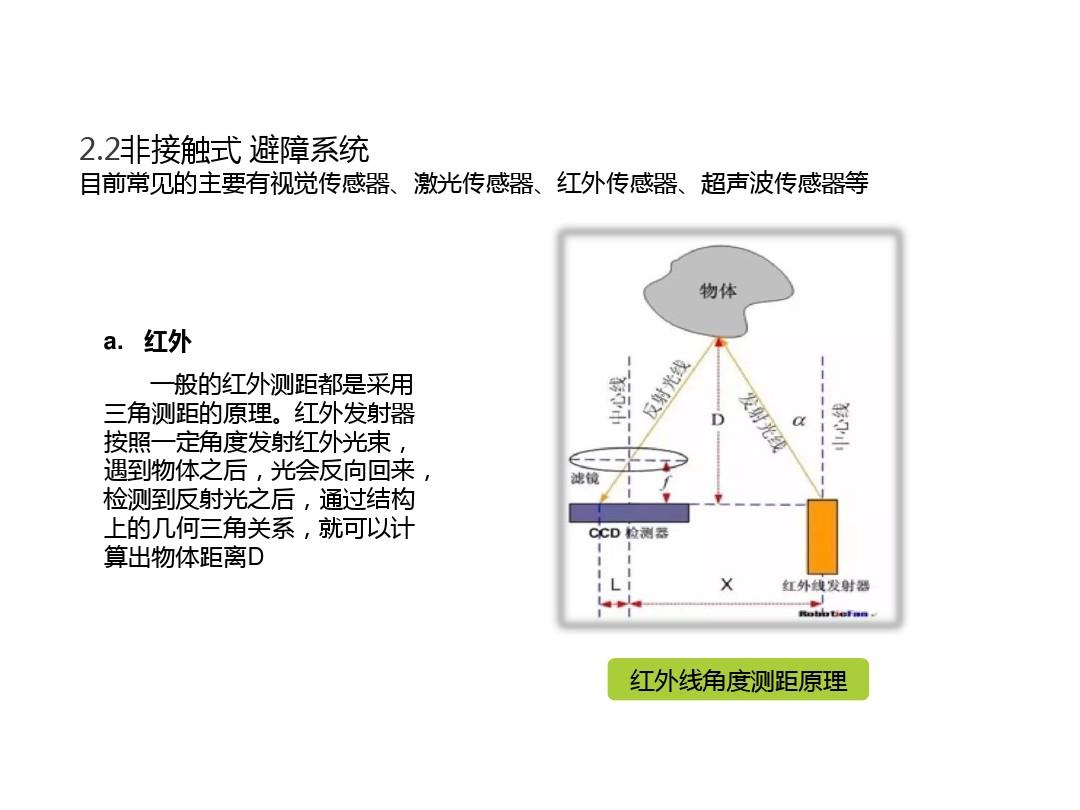 2.2非接触式 避障系统
目前常见的主要有视觉传感器、激光传感器、红外传感器、超声波传感器等
a. 红外
一般的红外测距都是采用
三角测距的原理。红外发射器
按照一定角度发射红外光束，
遇到物体之后，光会反向回来，
检测到反射光之后，通过结构
上的几何三角关系，就可以计
算出物体距离D
物体
中心线
反射光线
D
发射光线
α
中心线
滤镜
f
CCD 检测器
L
X
红外线发射器
RoboticFan
红外线角度测距原理